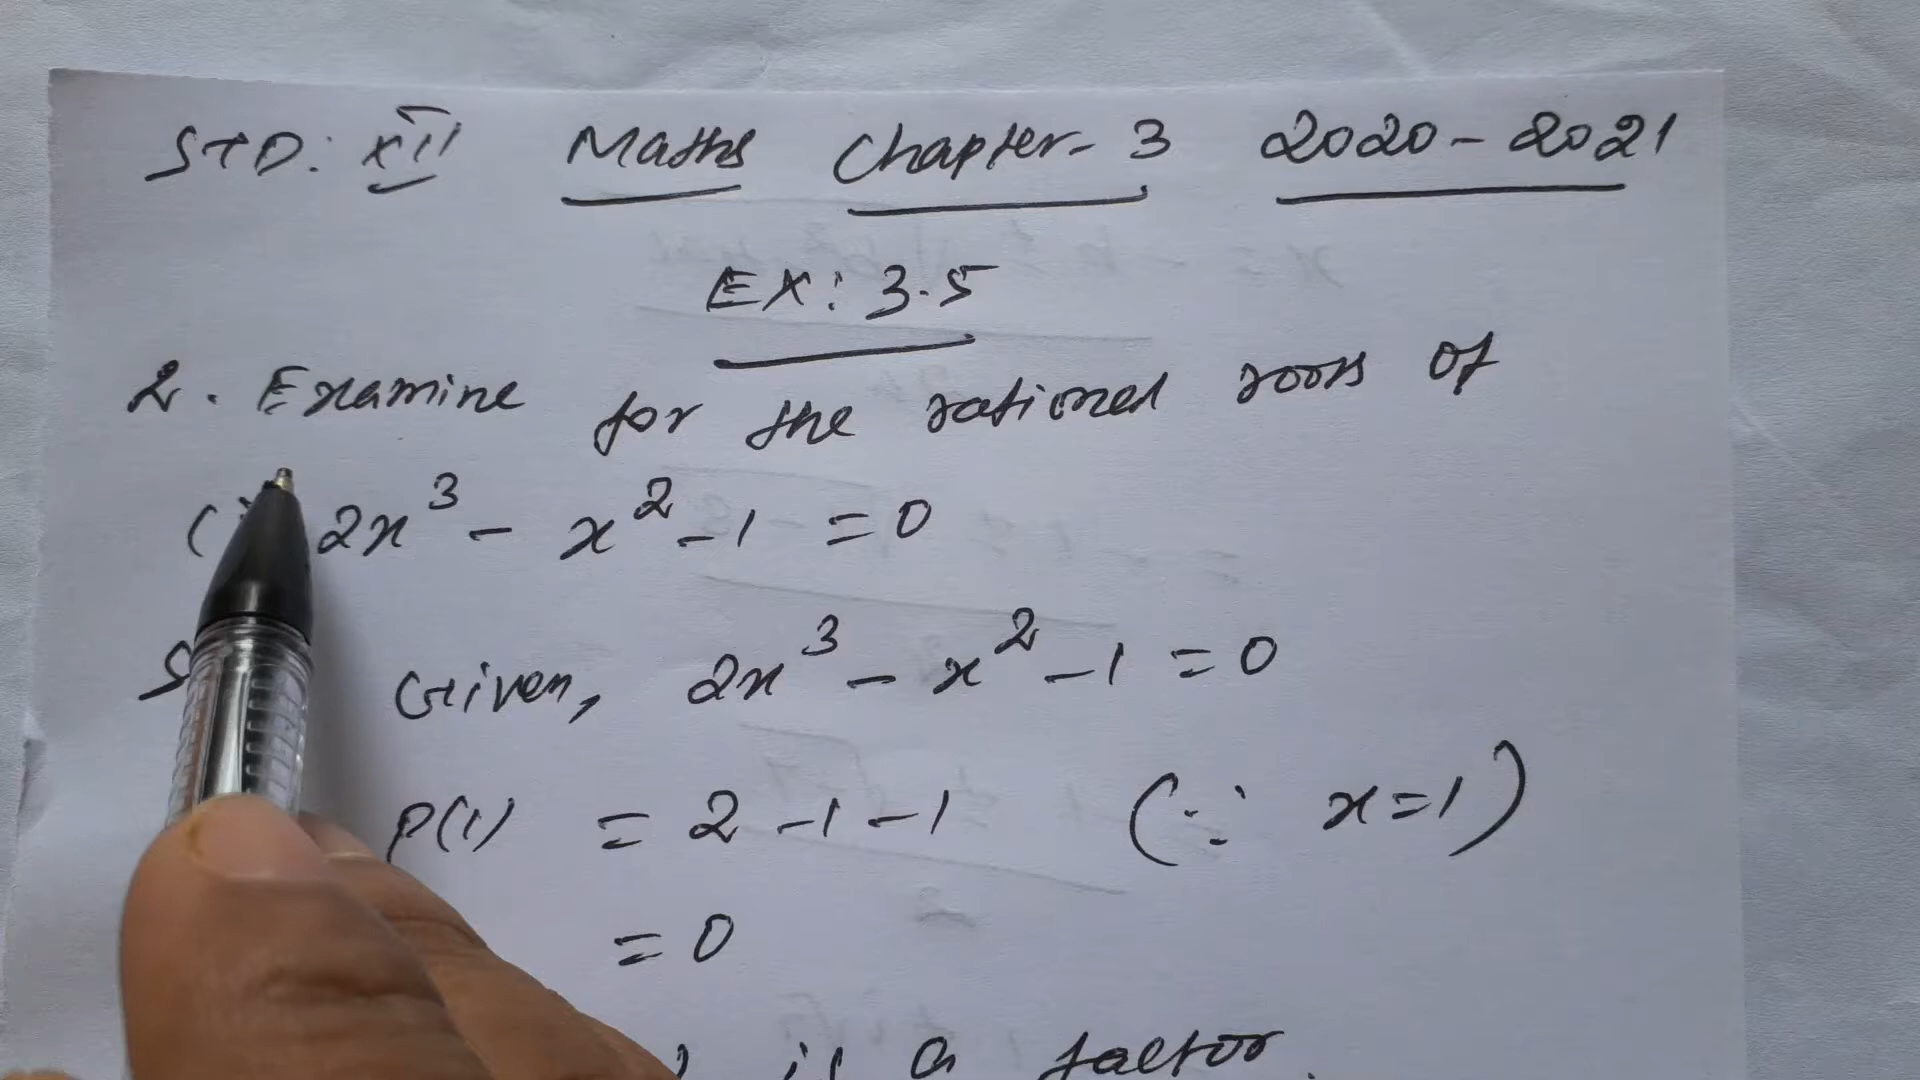 STD: XII Maths Chapter-3 2020-2021
EX: 3.5
2. Examine for the rational roots of
2x³ - x² - 1 = 0
Given, 2x³ - x² - 1 = 0
P(1) = 2 - 1 - 1 (∵ x = 1)
= 0
is a factor.